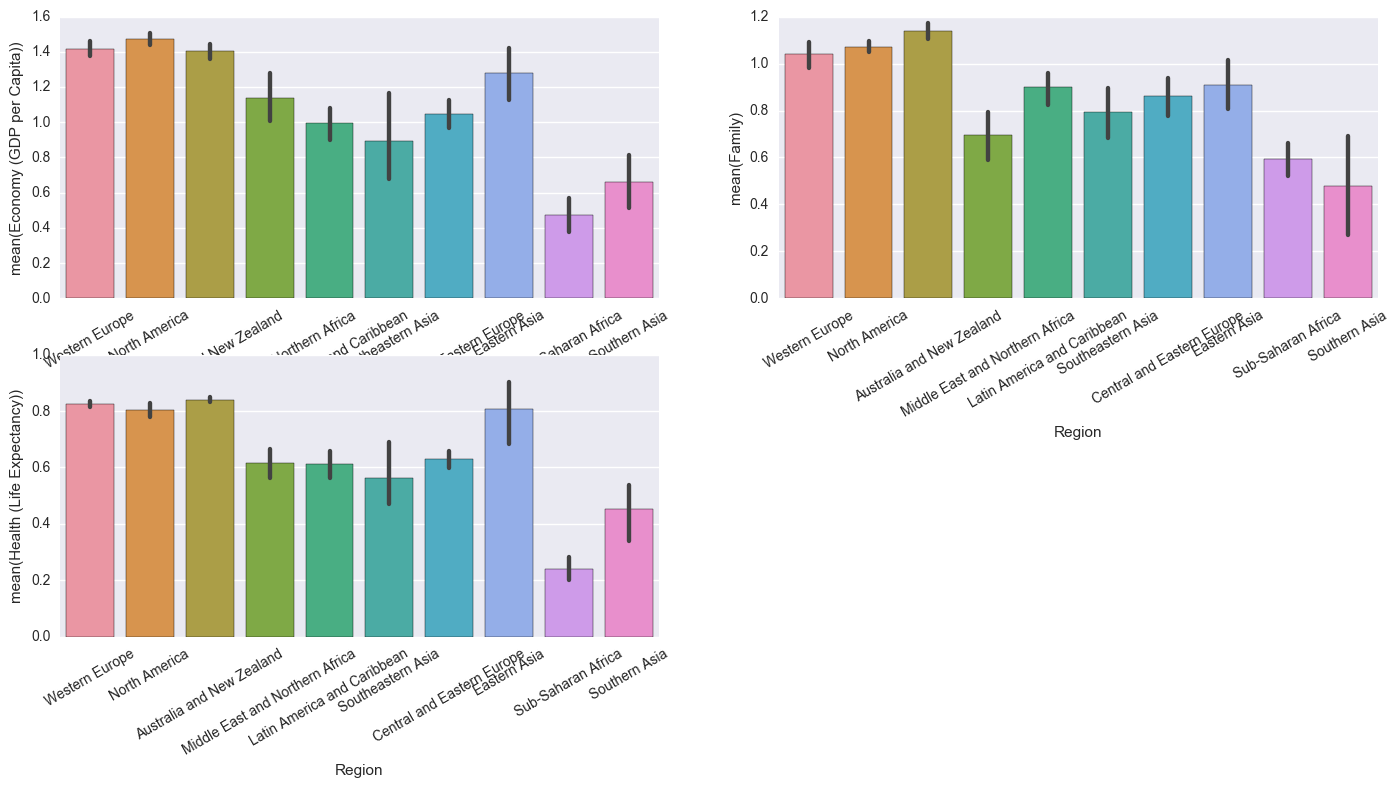 mean(Economy (GDP per Capita))
1.6
1.4
1.2
1.0
0.8
0.6
0.4
0.2
0.0
Western Europe
North America
New Zealand
Northern Africa
and Caribbean
Asia
Eastern Europe
Eastern Asia
Saharan Africa
Southern Asia
mean(Family)
1.2
1.0
0.8
0.6
0.4
0.2
0.0
Western Europe
North America
Australia and New Zealand
Middle East and Northern Africa
Latin America and Caribbean
Southeastern Asia
Central and Eastern Europe
Eastern Asia
Sub-Saharan Africa
Southern Asia
Region
mean(Health (Life Expectancy))
1.0
0.8
0.6
0.4
0.2
0.0
Western Europe
North America
Australia and New Zealand
Middle East and Northern Africa
Latin America and Caribbean
Southeastern Asia
Central and Eastern Europe
Eastern Asia
Sub-Saharan Africa
Southern Asia
Region